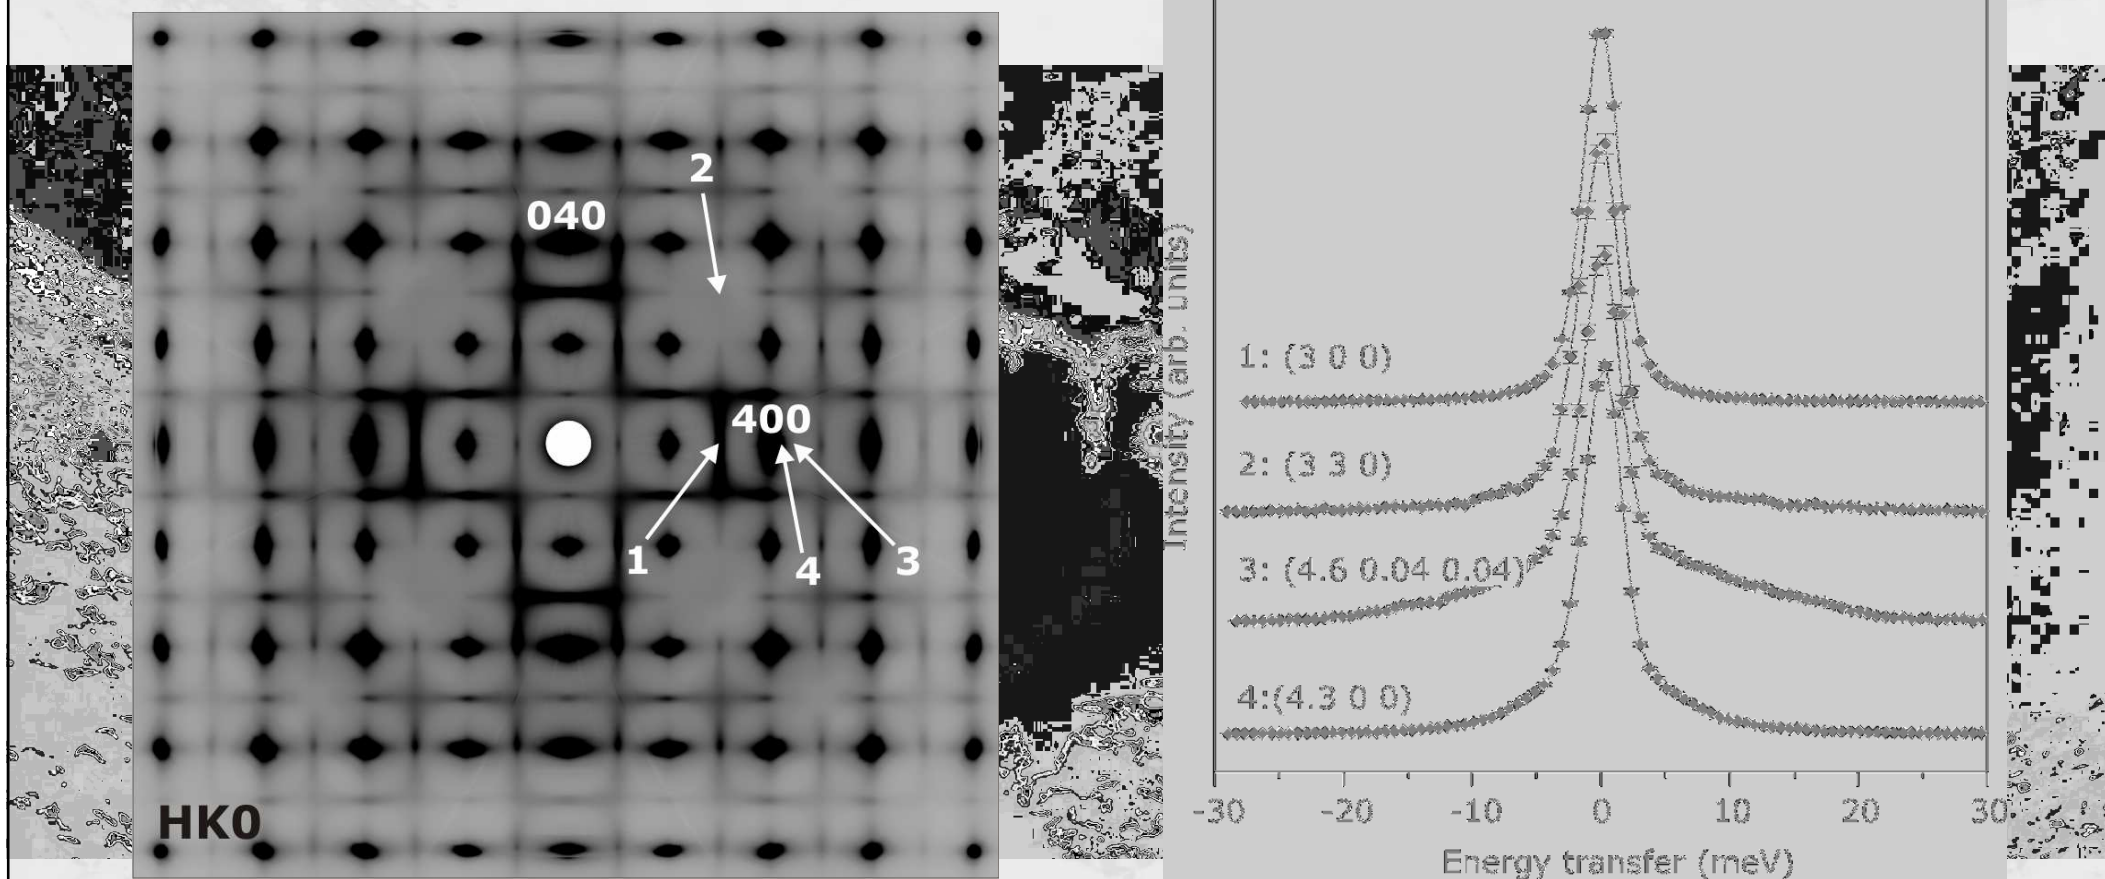 2
040
400
1
4
3
HK0
Intensity (arb. units)
1: (3 0 0)
2: (3 3 0)
3: (4.6 0.04 0.04)
4:(4.3 0 0)
-30 -20 -10 0 10 20 30
Energy transfer (meV)